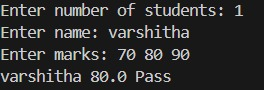 Enter number of students: 1
Enter name: varshitha
Enter marks: 70 80 90
varshitha 80.0 Pass